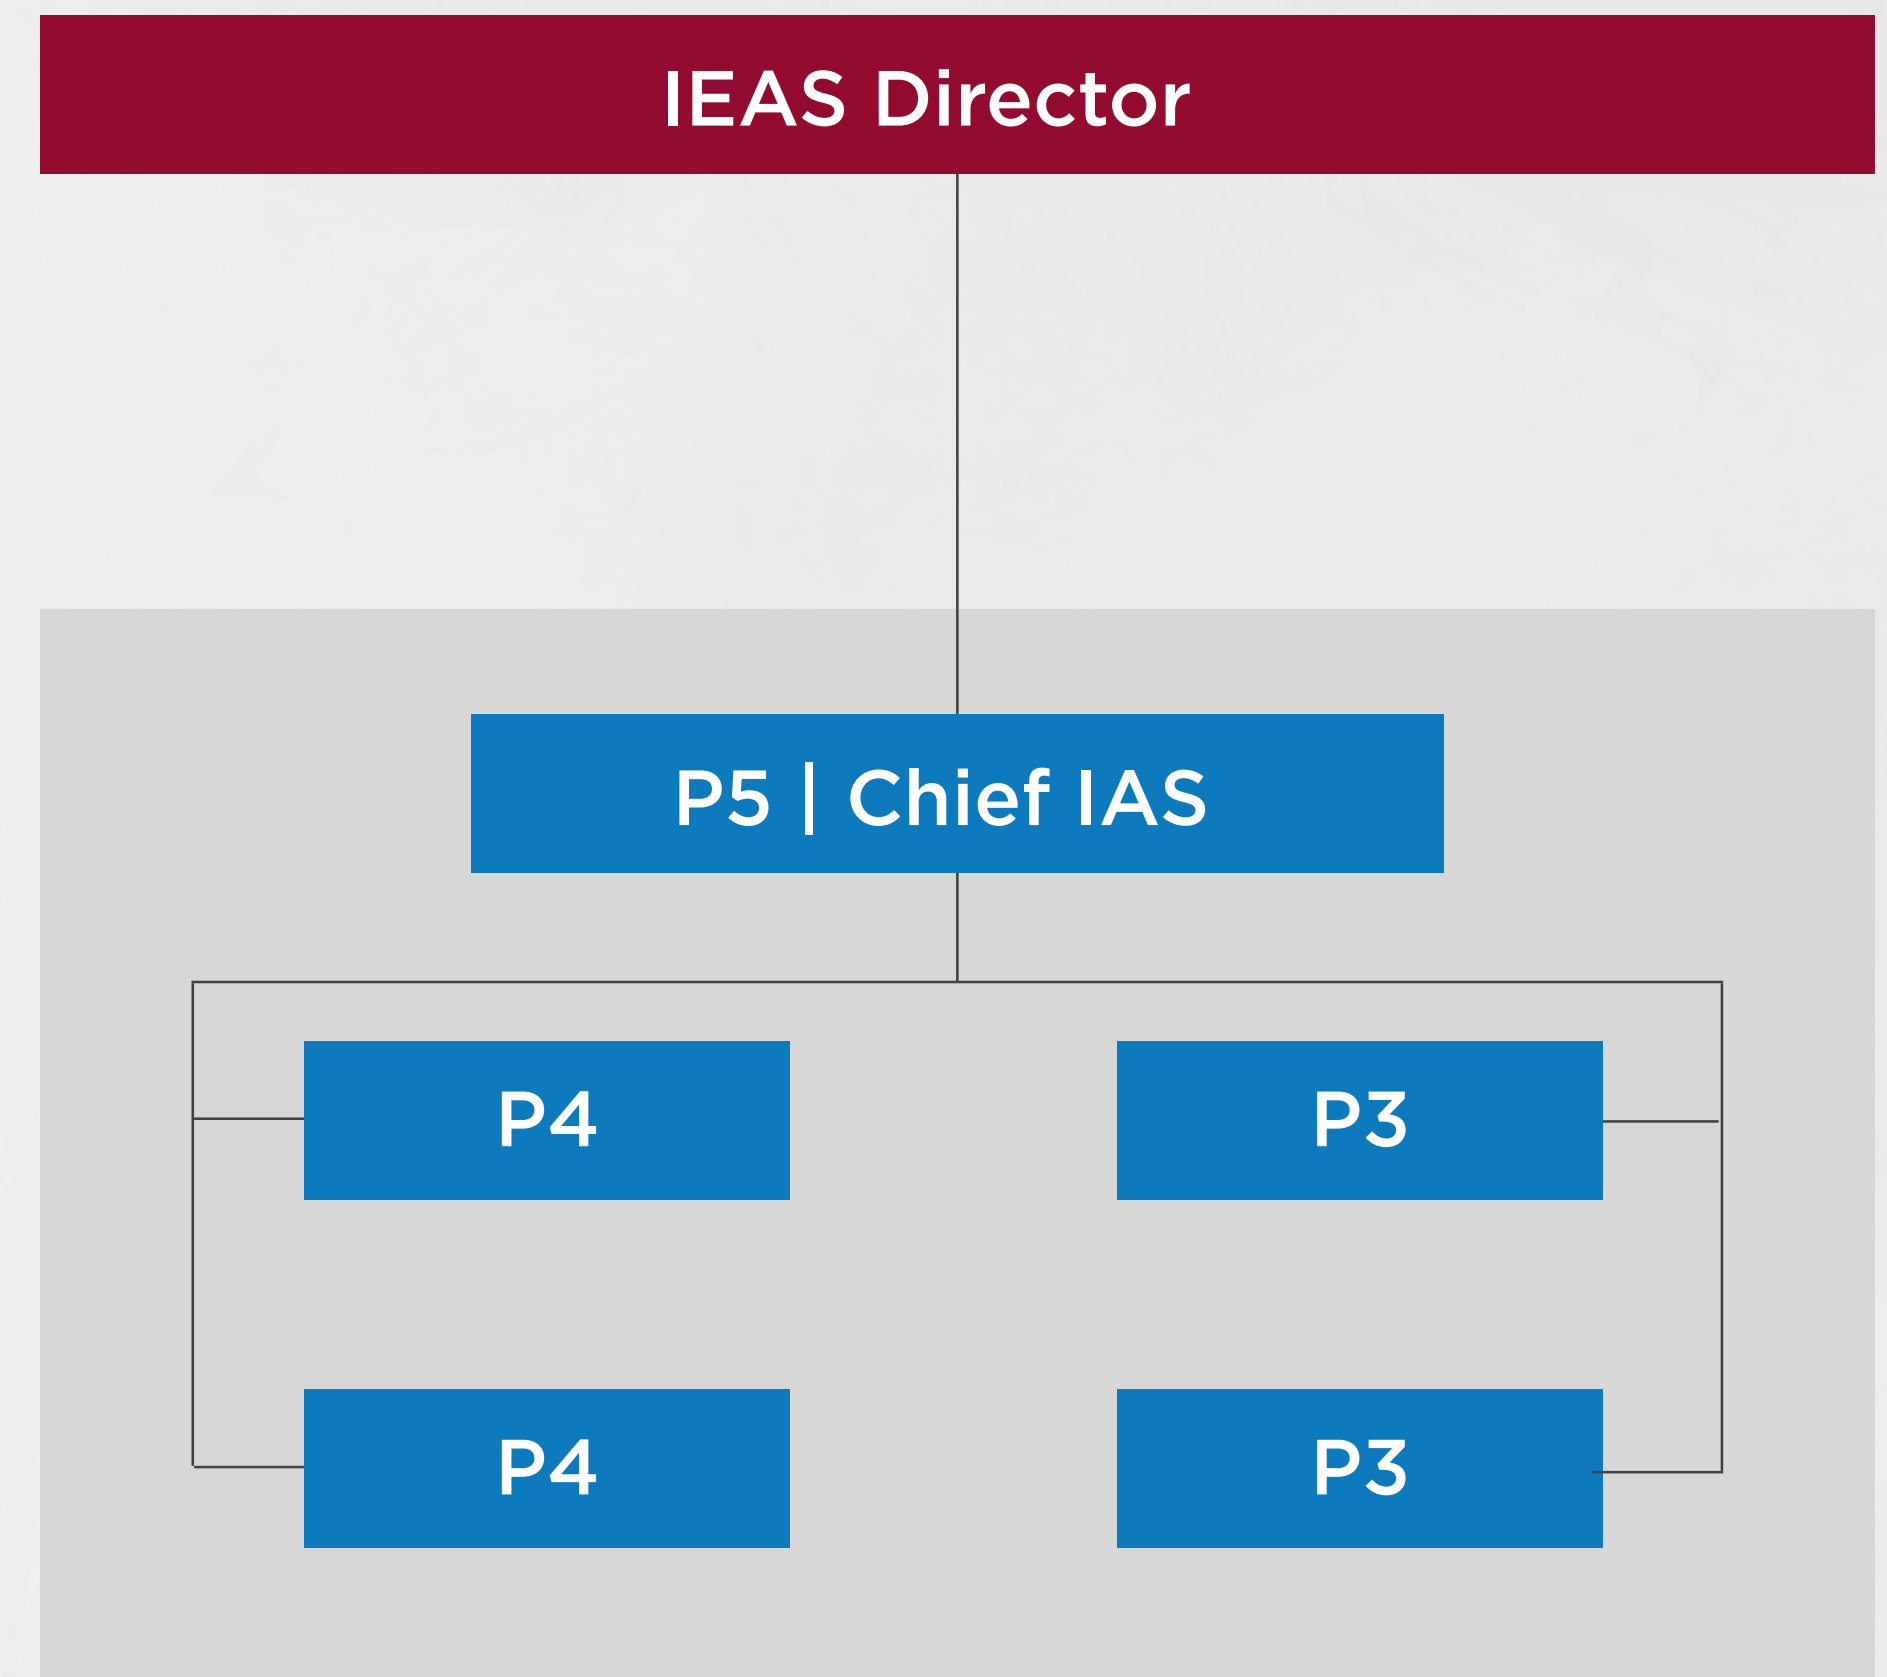 IEAS Director
P5 | Chief IAS
P4
P3
P4
P3